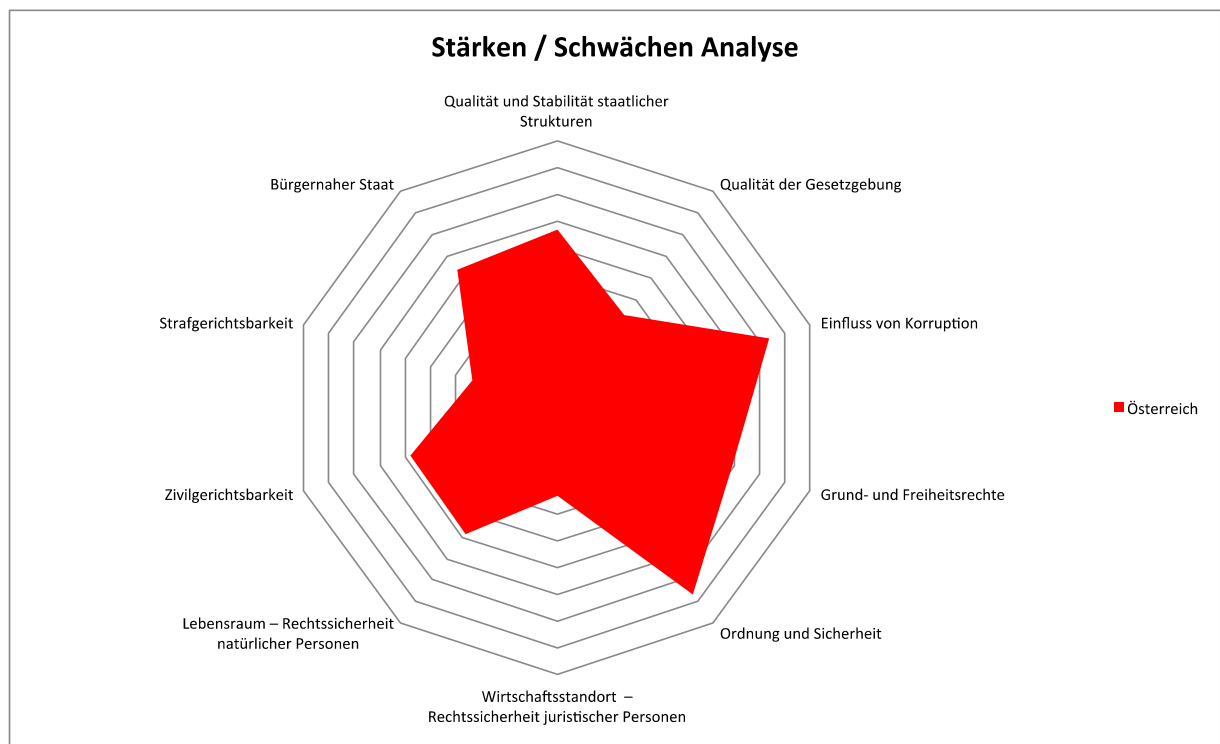 Stärken / Schwächen Analyse
Qualität und Stabilität staatlicher
Strukturen
Qualität der Gesetzgebung
Einfluss von Korruption
Grund- und Freiheitsrechte
Ordnung und Sicherheit
Wirtschaftsstandort –
Rechtssicherheit juristischer Personen
Lebensraum – Rechtssicherheit
natürlicher Personen
Zivilgerichtsbarkeit
Strafgerichtsbarkeit
Bürgernaher Staat
Österreich